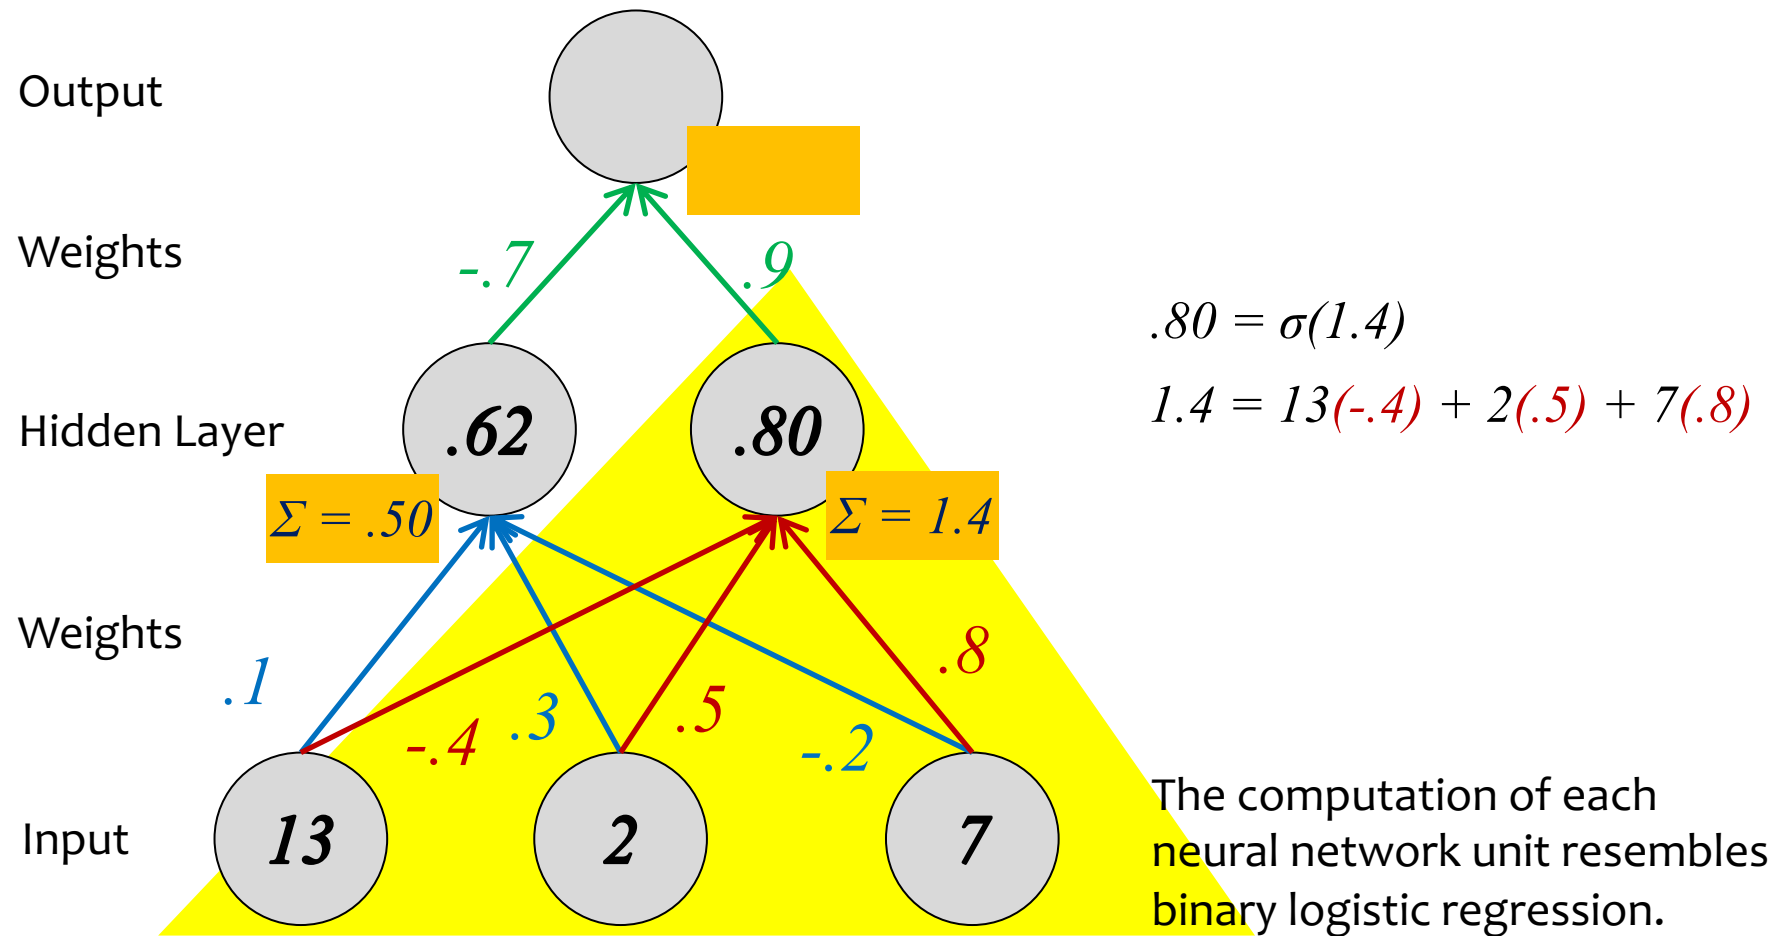 Output
Weights
-.7
.9
.80 = σ(1.4)
1.4 = 13(-.4) + 2(.5) + 7(.8)
Hidden Layer
.62
.80
Σ = .50
Σ = 1.4
Weights
.1
-.4
.3
.5
-.2
.8
Input
13
2
7
The computation of each
neural network unit resembles
binary logistic regression.